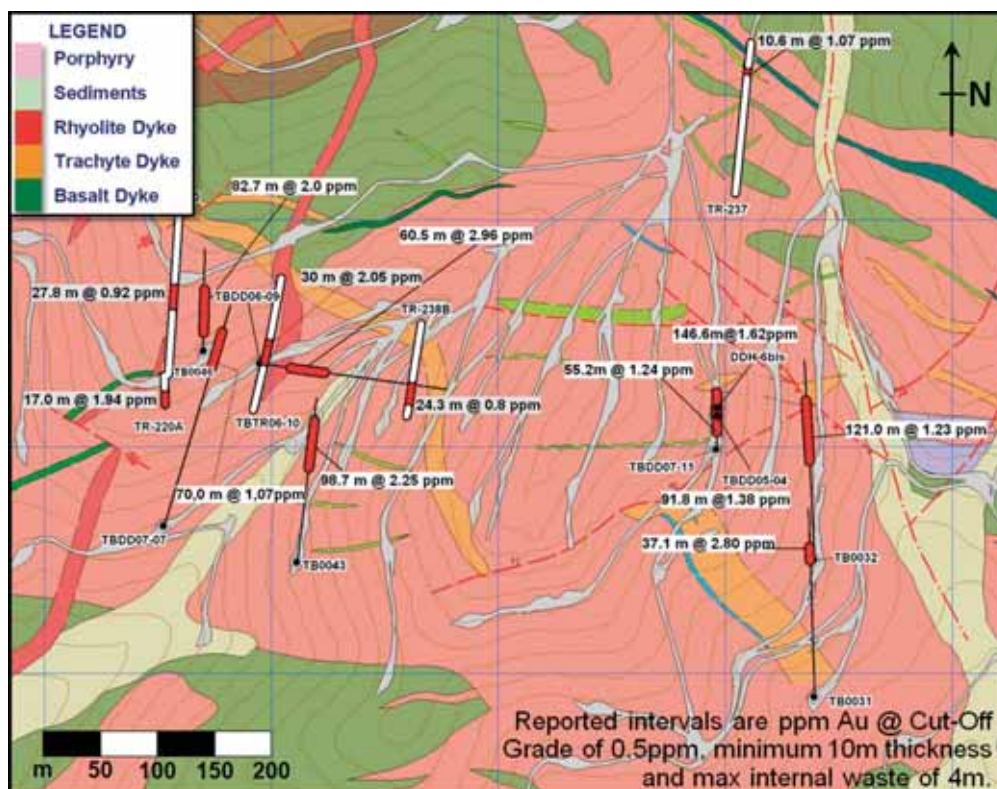 LEGEND
Porphyry
Sediments
Rhyolite Dyke
Trachyte Dyke
Basalt Dyke
10.6 m @ 1.07 ppm
N
TR-237
82.7 m @ 2.0 ppm
60.5 m @ 2.96 ppm
30 m @ 2.05 ppm
27.8 m @ 0.92 ppm
TBDD06-09
TR-238B
146.6m@1.62ppm
DDH-6bis
55.2m @ 1.24 ppm
TB0046
17.0 m @ 1.94 ppm
TR-220A
TBTR06-10
24.3 m @ 0.8 ppm
121.0 m @ 1.23 ppm
TBDD07-11
TBDD05-04
98.7 m @ 2.25 ppm
70,0 m @ 1,07ppm
91.8 m@1.38 ppm
TBDD07-07
TB0043
37.1 m @ 2.80 ppm
TB0032
TB0031
Reported intervals are ppm Au @ Cut-Off
Grade of 0.5ppm, minimum 10m thickness
and max internal waste of 4m.
m 50 100 150 200